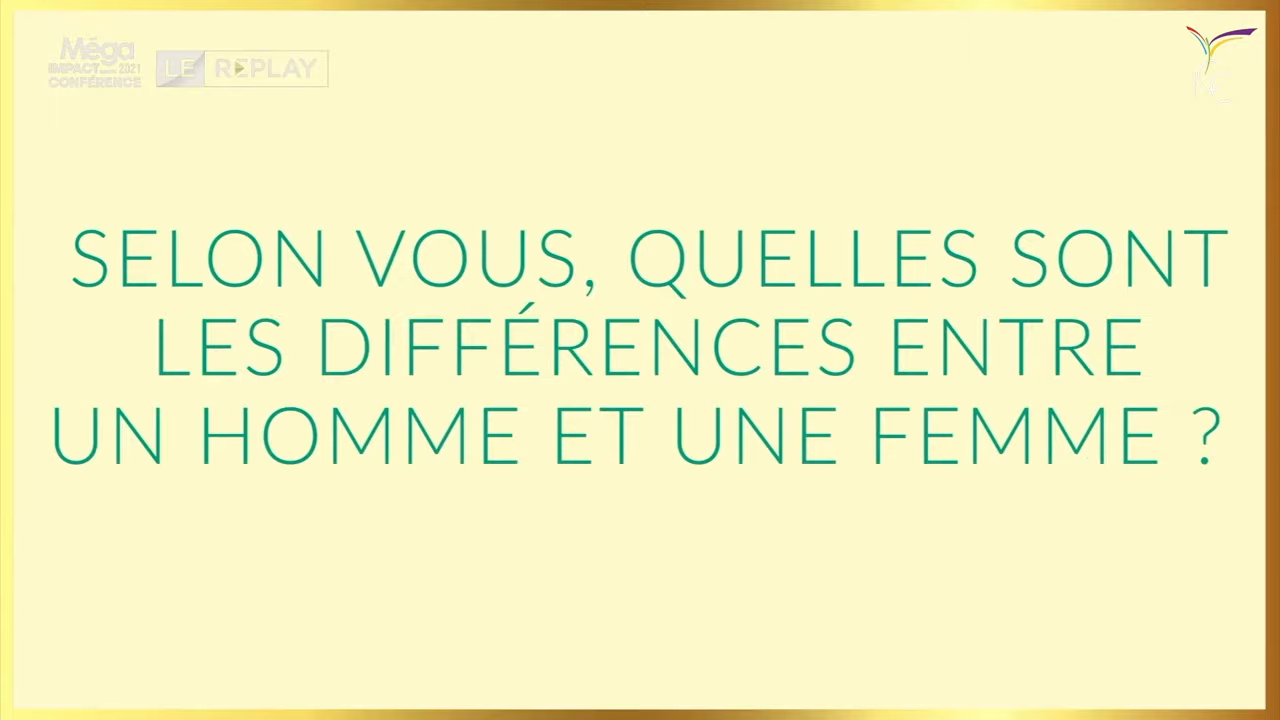 Méga
IMPACT 2021
CONFÉRENCE
LE REPLAY
SELON VOUS, QUELLES SONT
LES DIFFÉRENCES ENTRE
UN HOMME ET UNE FEMME ?